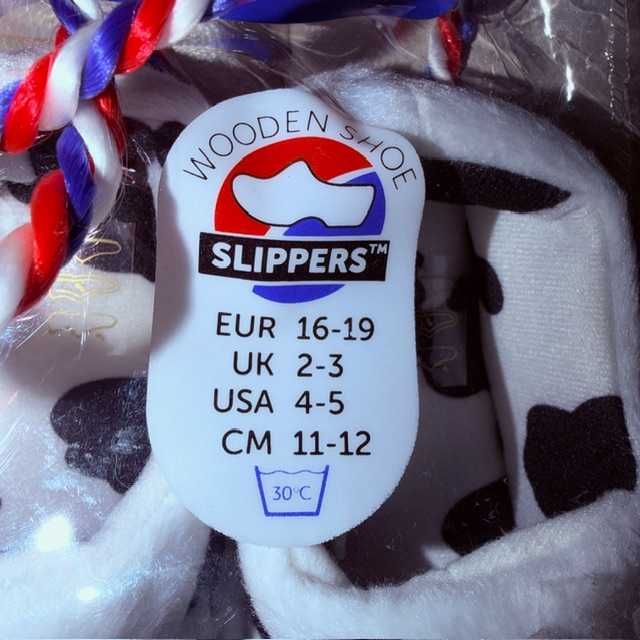 WOODEN SHOE
SLIPPERS™
EUR 16-19
UK 2-3
USA 4-5
CM 11-12
30°C